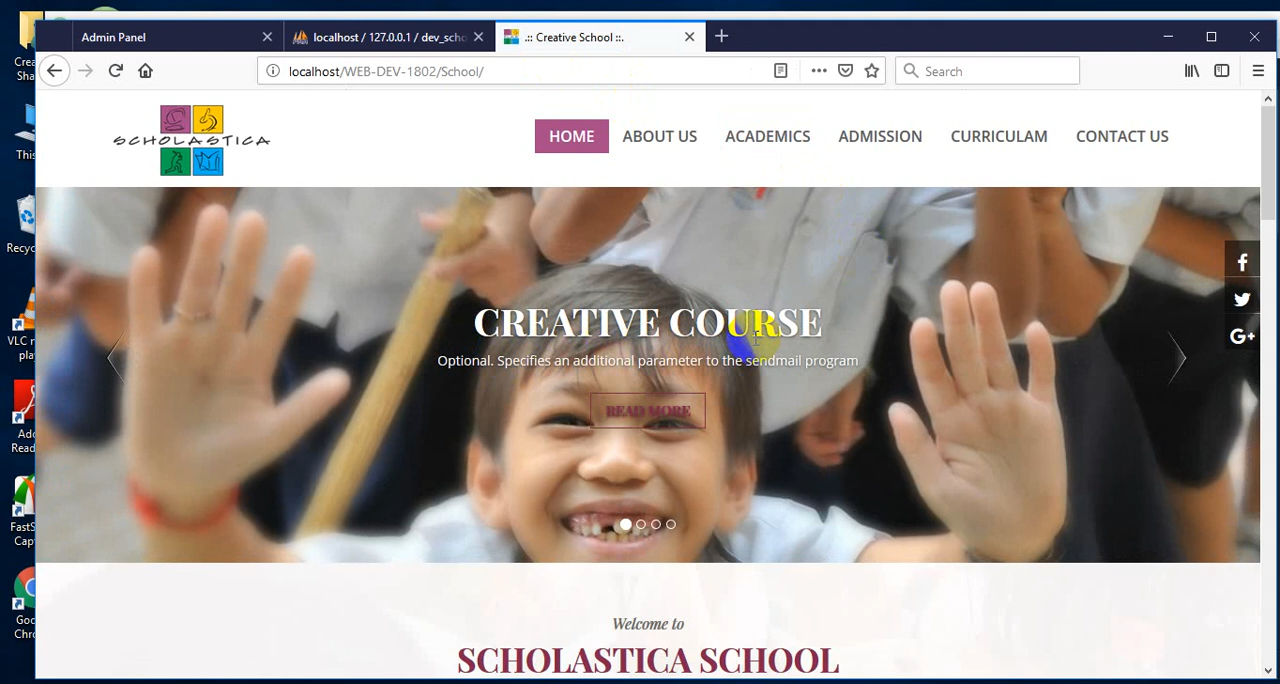 Admin Panel
localhost / 127.0.0.1 / dev_scho
.:: Creative School ::.
localhost/WEB-DEV-1802/School/
Search
SCHOLASTICA
HOME
ABOUT US
ACADEMICS
ADMISSION
CURRICULAM
CONTACT US
CREATIVE COURSE
Optional. Specifies an additional parameter to the sendmail program
READ MORE
Welcome to
SCHOLASTICA SCHOOL
Crea
Sha
This
Recyc
VLC m
play
Ado
Read
FastS
Cap
Goo
Chro